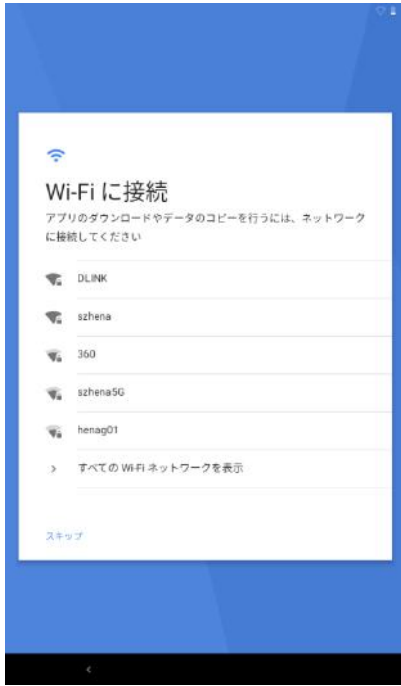 Wi-Fi に接続
アプリのダウンロードやデータのコピーを行うには、ネットワーク
に接続してください
DLINK
szhena
360
szhena5G
henag01
すべての Wi-Fi ネットワークを表示
スキップ